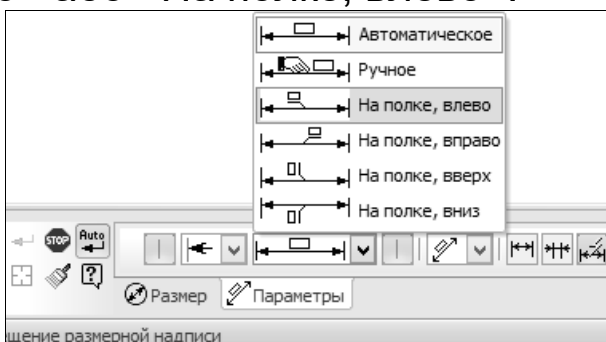 Автоматическое
Ручное
На полке, влево
На полке, вправо
На полке, вверх
На полке, вниз
STOP Auto
Размер Параметры
щение размерной надписи